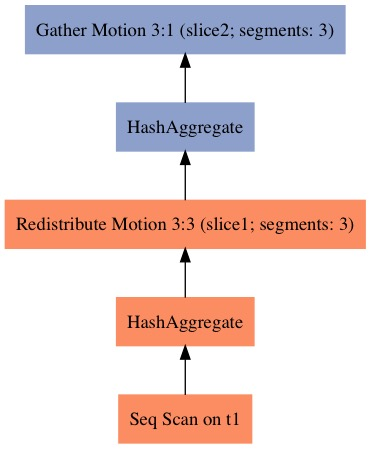 Gather Motion 3:1 (slice2; segments: 3)
HashAggregate
Redistribute Motion 3:3 (slice1; segments: 3)
HashAggregate
Seq Scan on t1